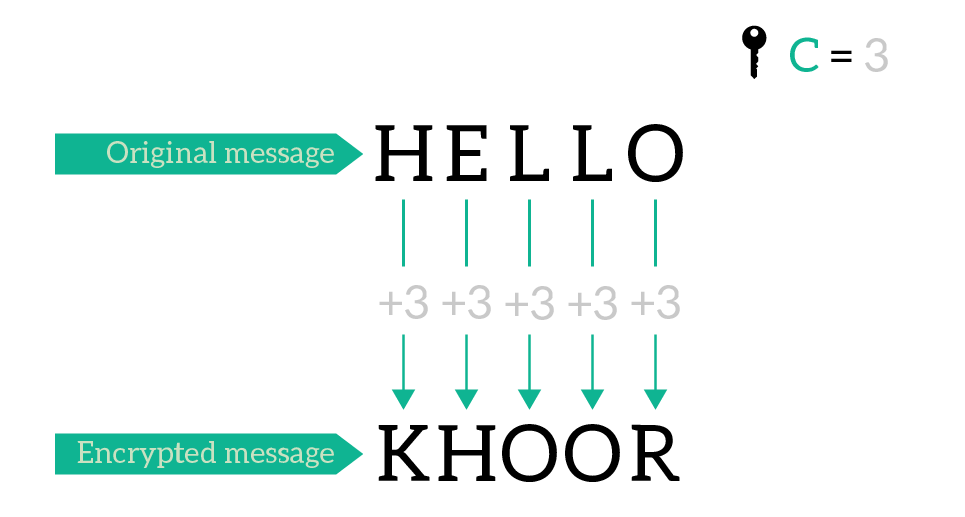 C = 3
Original message HELLO
+3 +3 +3 +3 +3
Encrypted message KHOOR